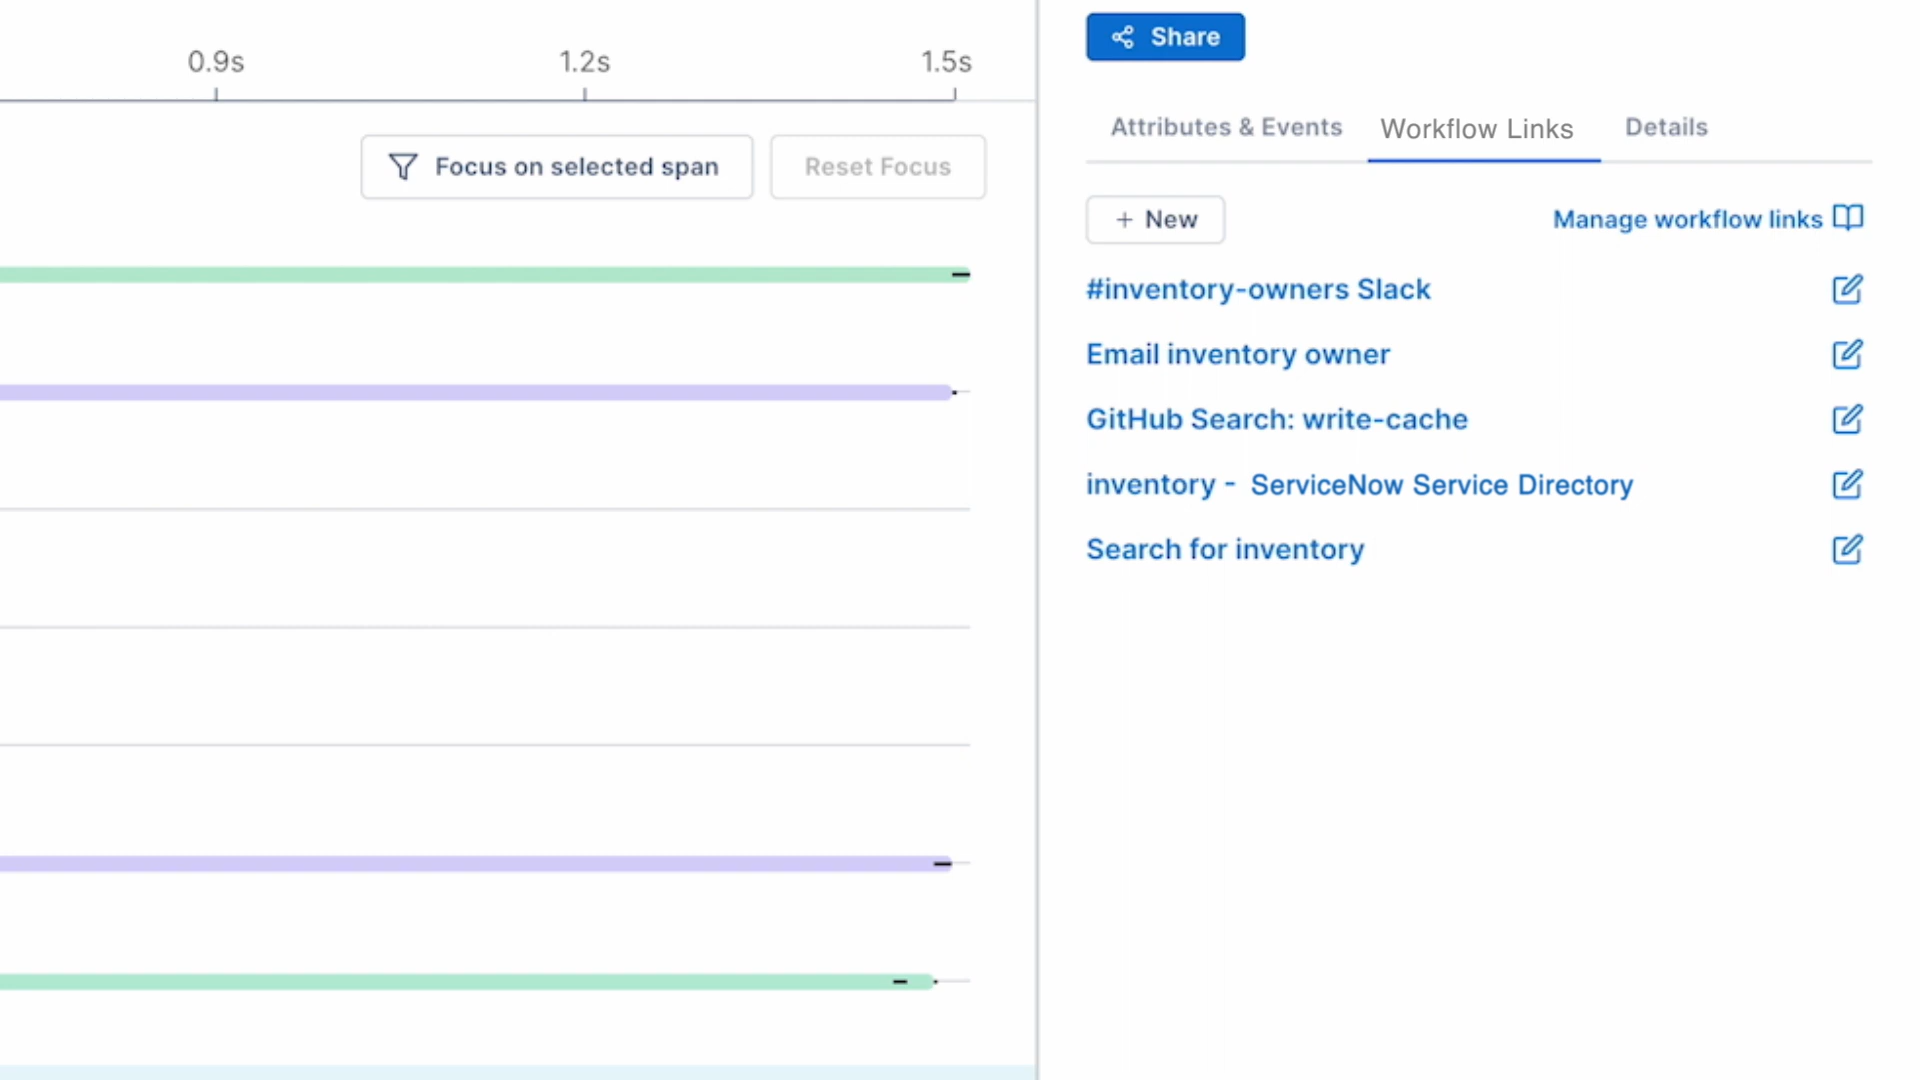 0.9s 1.2s 1.5s
Focus on selected span Reset Focus
Share
Attributes & Events Workflow Links Details
+ New Manage workflow links
#inventory-owners Slack
Email inventory owner
GitHub Search: write-cache
inventory - ServiceNow Service Directory
Search for inventory